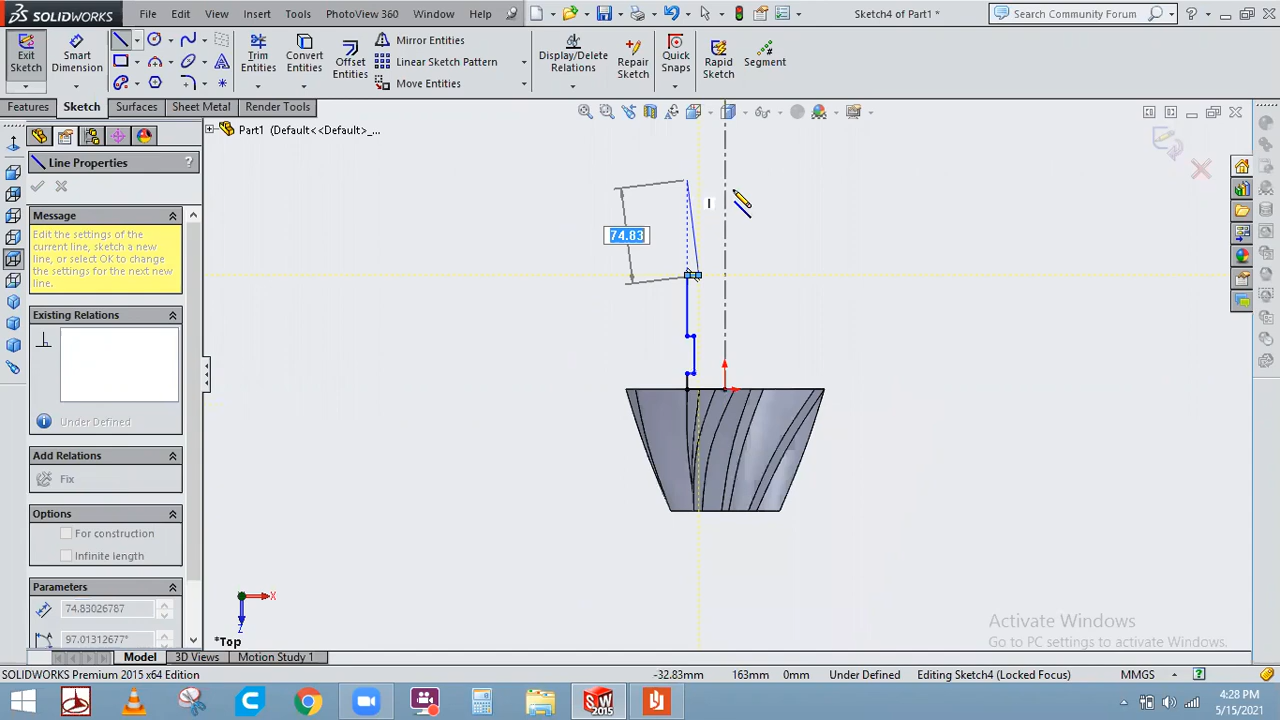 SOLIDWORKS File Edit View Insert Tools PhotoView 360 Window Help Sketch4 of Part1 * Search Community Forum
Exit Sketch Smart Dimension Trim Entities Convert Entities Offset Entities Mirror Entities Linear Sketch Pattern Move Entities Display/Delete Relations Repair Sketch Quick Snaps Rapid Sketch Segment
Features Sketch Surfaces Sheet Metal Render Tools
Part1 (Default<<Default>_...
Line Properties ?
Message
Edit the settings of the
current line, sketch a new
line, or select OK to change
the settings for the next new
line.
Existing Relations
Under Defined
Add Relations
Fix
Options
For construction
Infinite length
Parameters
74.83026787
97.01312677°
74.83
X
Z
*Top
Activate Windows
Go to PC settings to activate Windows.
Model 3D Views Motion Study 1
SOLIDWORKS Premium 2015 x64 Edition -32.83mm 163mm 0mm Under Defined Editing Sketch4 (Locked Focus) MMGS
SW 2015
4:28 PM
5/15/2021